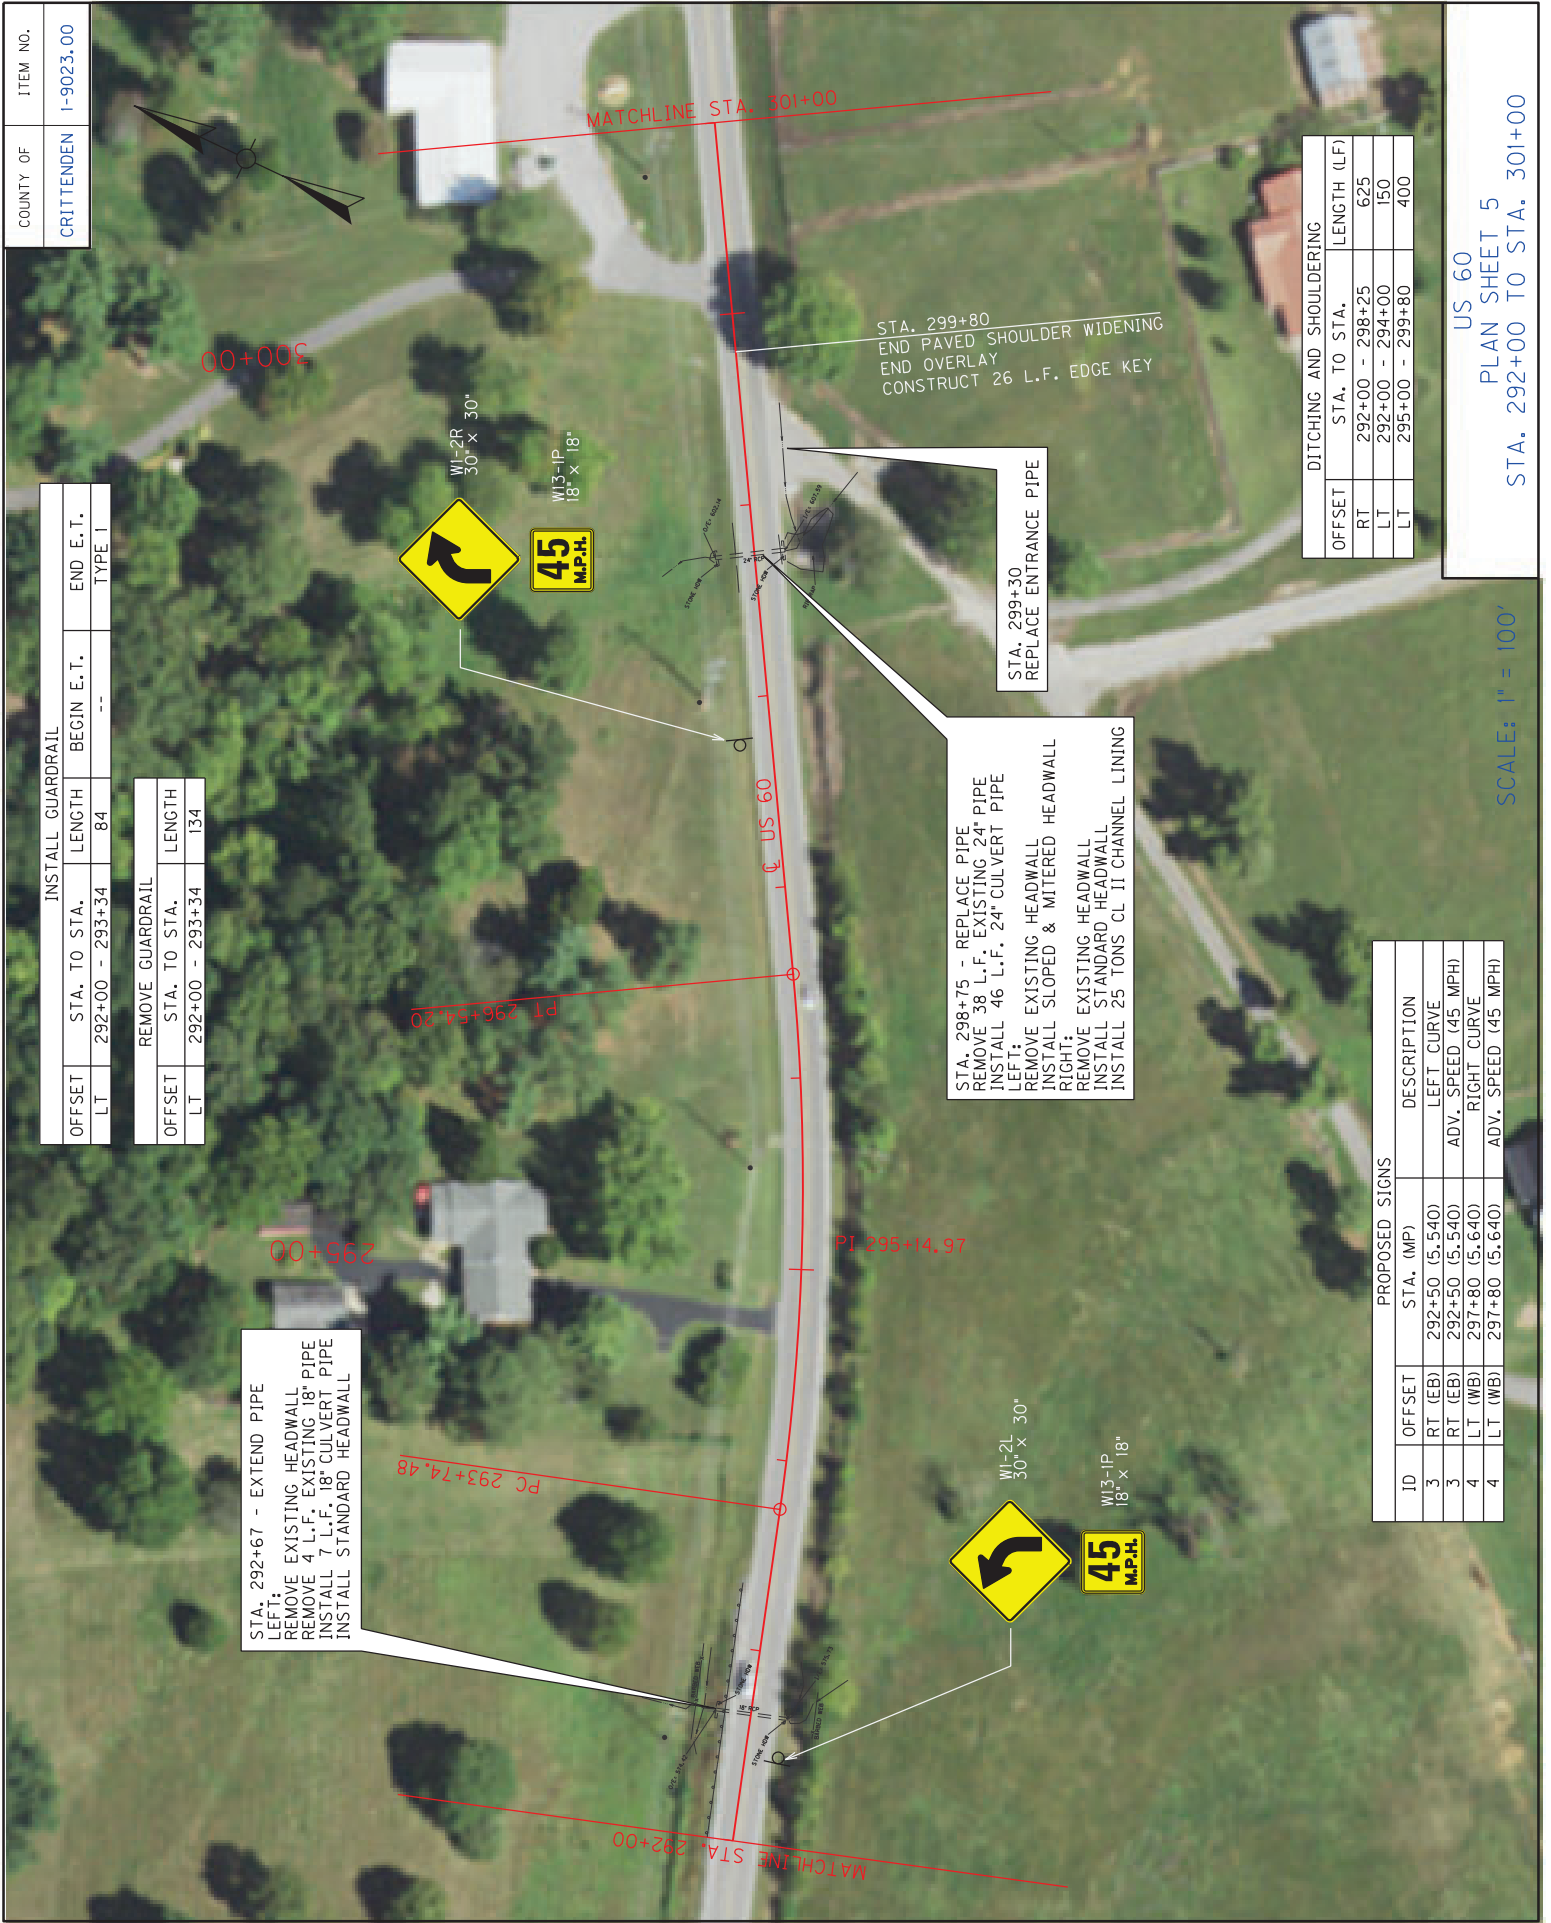 COUNTY OF
ITEM NO.
CRITTENDEN
1-9023.00
INSTALL GUARDRAIL
OFFSET STA. TO STA. LENGTH BEGIN E.T. END E.T.
LT 292+00 - 293+34 84 -- TYPE 1
REMOVE GUARDRAIL
OFFSET STA. TO STA. LENGTH
LT 292+00 - 293+34 134
STA. 292+67 - EXTEND PIPE
LEFT:
REMOVE EXISTING HEADWALL
REMOVE 4 L.F. EXISTING 18" PIPE
INSTALL 7 L.F. 18" CULVERT PIPE
INSTALL STANDARD HEADWALL
295+00
300+00
PC 293+74.48
PT 296+54.20
PI 295+14.97
W1-2R
30" x 30"
W13-1P
18" x 18"
45
M.P.H.
MATCHLINE STA. 292+00
MATCHLINE STA. 301+00
℄ US 60
STONE HDW
18" RCP
STONE HDW
STONE HDW
24" RCP
STONE HDW
STA. 299+80
END PAVED SHOULDER WIDENING
END OVERLAY
CONSTRUCT 26 L.F. EDGE KEY
STA. 299+30
REPLACE ENTRANCE PIPE
STA. 298+75 - REPLACE PIPE
REMOVE 38 L.F. EXISTING 24" PIPE
INSTALL 46 L.F. 24" CULVERT PIPE
LEFT:
REMOVE EXISTING HEADWALL
INSTALL SLOPED & MITERED HEADWALL
RIGHT:
REMOVE EXISTING HEADWALL
INSTALL STANDARD HEADWALL
INSTALL 25 TONS CL II CHANNEL LINING
W1-2L
30" x 30"
W13-1P
18" x 18"
45
M.P.H.
PROPOSED SIGNS
ID OFFSET STA. (MP) DESCRIPTION
3 RT (EB) 292+50 (5.540) LEFT CURVE
3 RT (EB) 292+50 (5.540) ADV. SPEED (45 MPH)
4 LT (WB) 297+80 (5.640) RIGHT CURVE
4 LT (WB) 297+80 (5.640) ADV. SPEED (45 MPH)
DITCHING AND SHOULDERING
OFFSET STA. TO STA. LENGTH (LF)
RT 292+00 - 298+25 625
LT 292+00 - 294+00 150
LT 295+00 - 299+80 400
SCALE: 1" = 100'
US 60
PLAN SHEET 5
STA. 292+00 TO STA. 301+00